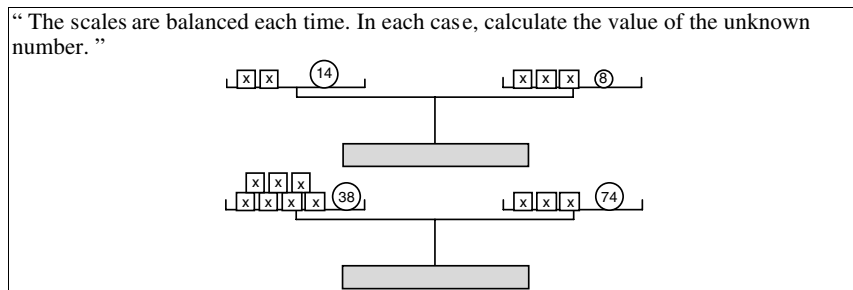 “ The scales are balanced each time. In each case, calculate the value of the unknown
number. ”
x x 14 x x x 8
x x x
x x x x 38 x x x 74